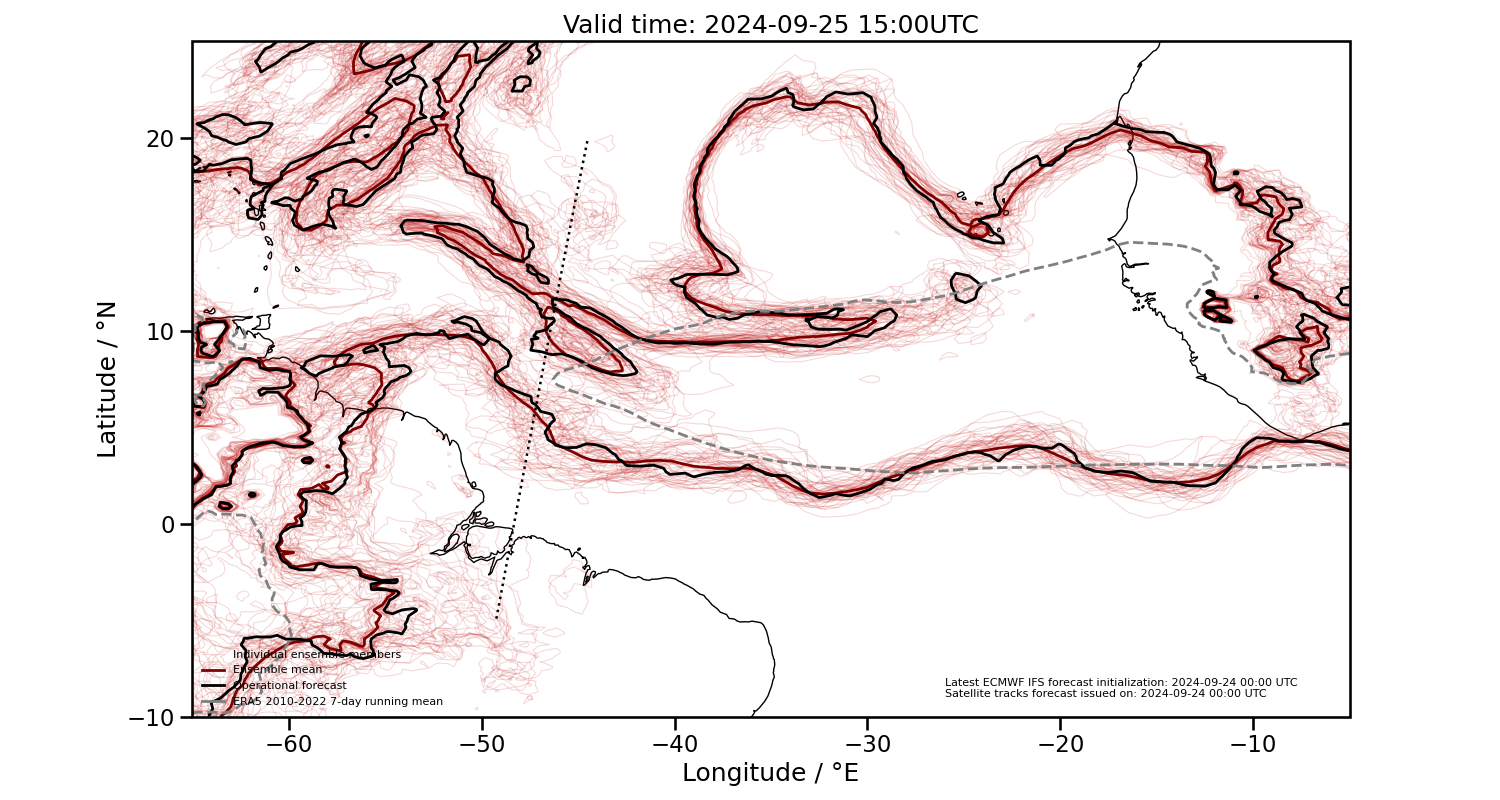 Valid time: 2024-09-25 15:00UTC
20
10
0
−10
Latitude / °N
Individual ensemble members
Ensemble mean
Operational forecast
ERA5 2010-2022 7-day running mean
Latest ECMWF IFS forecast initialization: 2024-09-24 00:00 UTC
Satellite tracks forecast issued on: 2024-09-24 00:00 UTC
−60
−50
−40
−30
−20
−10
Longitude / °E